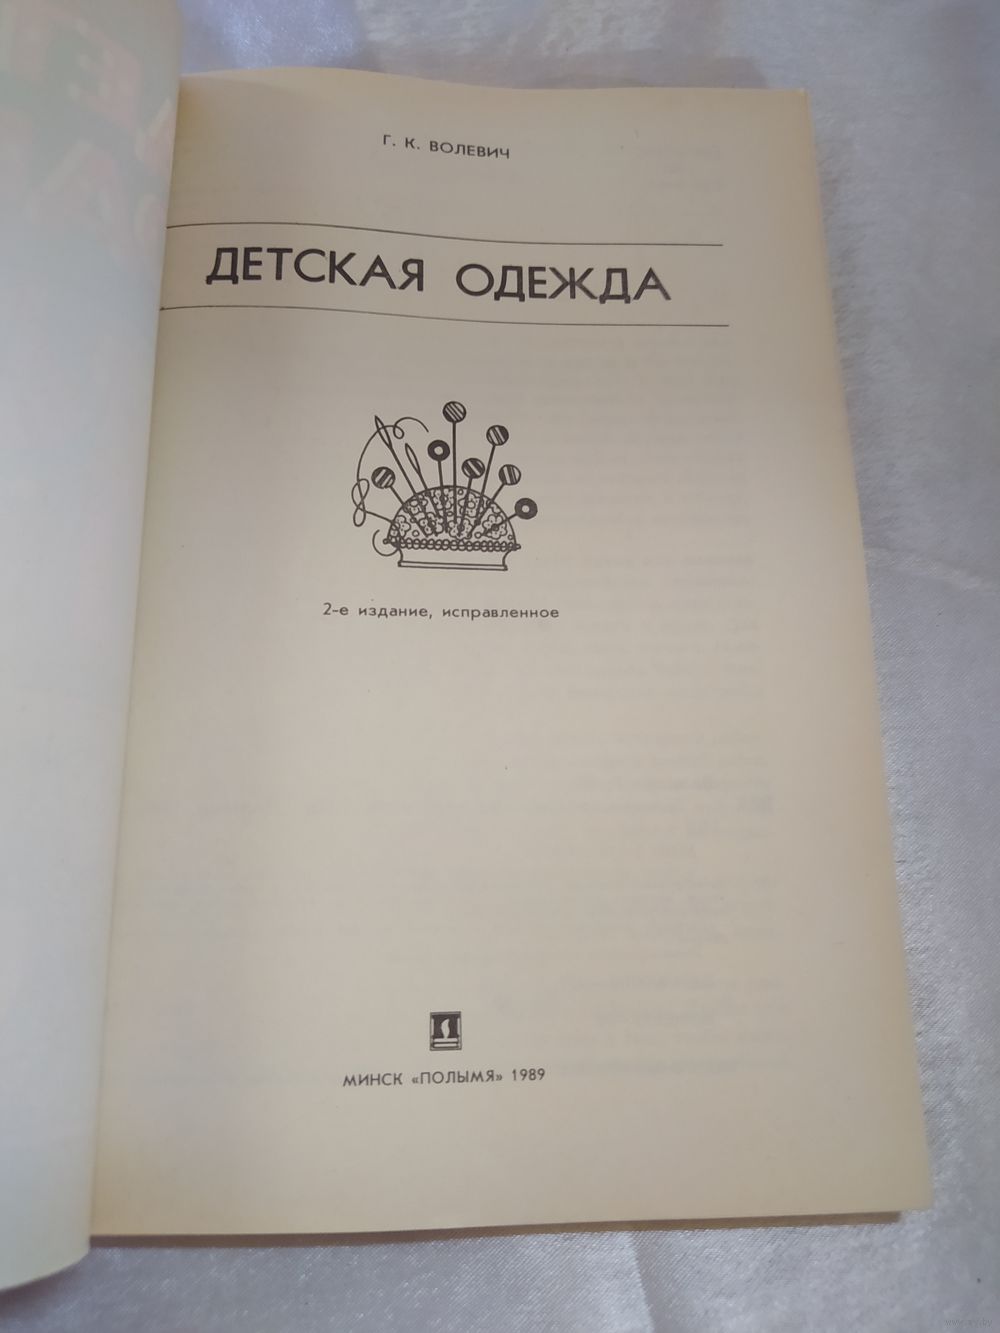 Г. К. ВОЛЕВИЧ
ДЕТСКАЯ ОДЕЖДА
2-е издание, исправленное
МИНСК «ПОЛЫМЯ» 1989